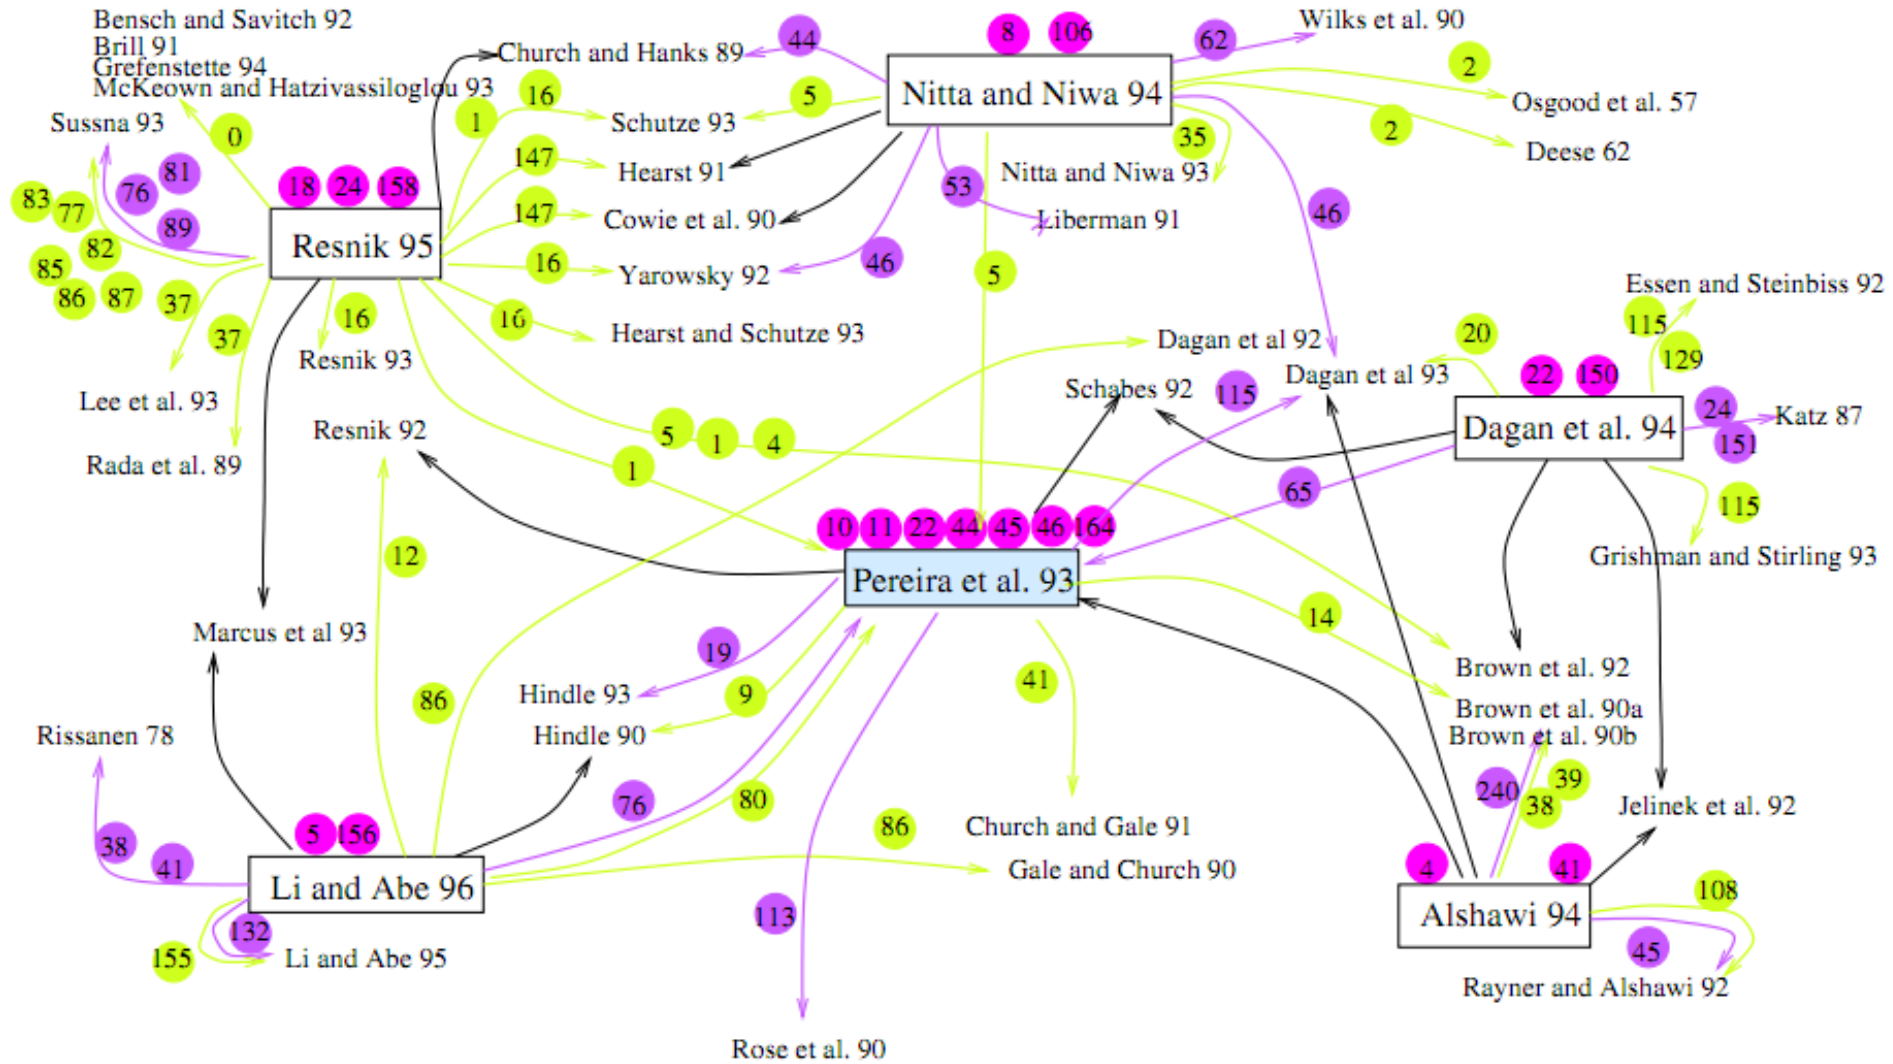 Bensch and Savitch 92
Brill 91
Grefenstette 94
McKeown and Hatzivassiloglou 93
Church and Hanks 89
44
8
106
62
Wilks et al. 90
2
Osgood et al. 57
Nitta and Niwa 94
Sussna 93
0
1
16
5
Schutze 93
35
2
Deese 62
83
77
76
81
18
24
158
147
Hearst 91
53
Nitta and Niwa 93
82
89
Resnik 95
147
Cowie et al. 90
Liberman 91
46
85
86
87
37
16
Yarowsky 92
46
5
Essen and Steinbiss 92
37
16
16
Hearst and Schutze 93
Dagan et al 92
20
115
129
Resnik 93
Lee et al. 93
Schabes 92
115
Dagan et al 93
22
150
Resnik 92
5
1
4
Dagan et al. 94
24
151
Katz 87
Rada et al. 89
1
65
115
10
11
22
44
45
46
164
12
Pereira et al. 93
Grishman and Stirling 93
14
Marcus et al 93
19
41
Brown et al. 92
86
Hindle 93
9
Brown et al. 90a
Rissanen 78
Hindle 90
Brown et al. 90b
76
80
240
38
39
Jelinek et al. 92
38
41
5
156
86
Church and Gale 91
Li and Abe 96
Gale and Church 90
4
41
108
132
113
Alshawi 94
155
Li and Abe 95
45
Rayner and Alshawi 92
Rose et al. 90